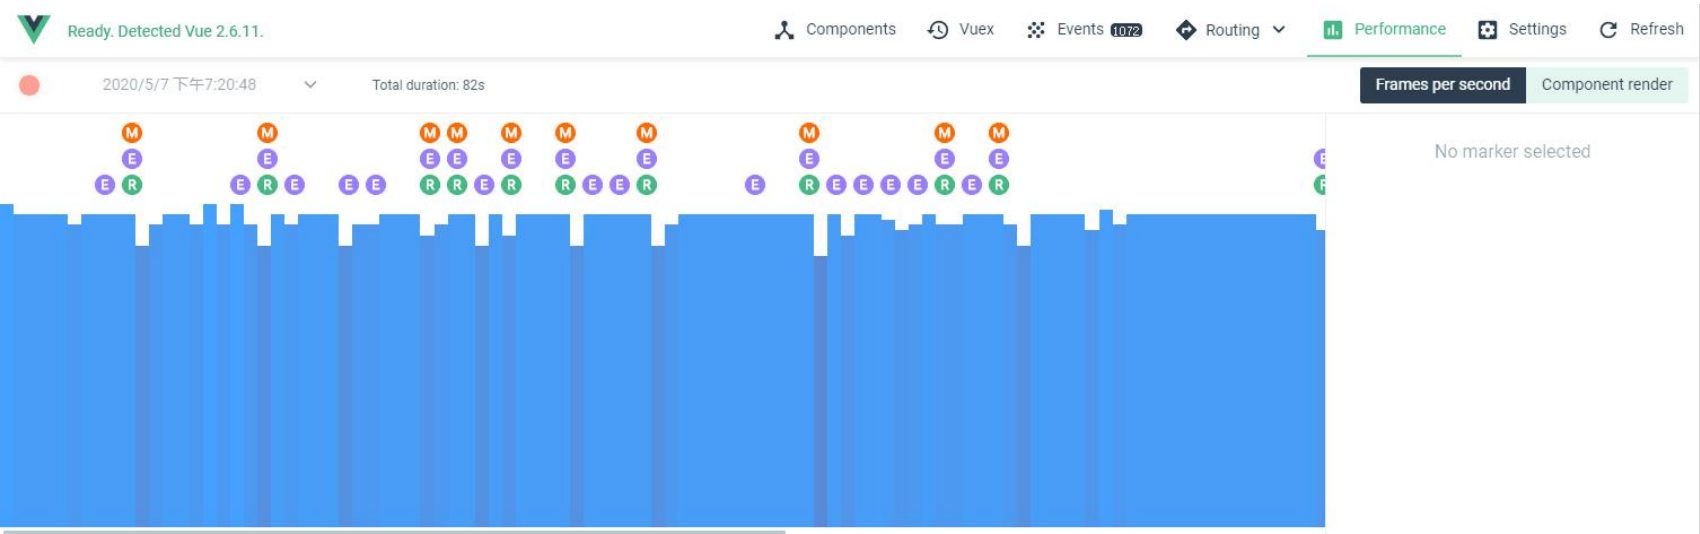 Ready. Detected Vue 2.6.11.
Components
Vuex
Events 1072
Routing
Performance
Settings
Refresh
2020/5/7 下午7:20:48
Total duration: 82s
Frames per second
Component render
No marker selected
M M M M M M M M M M M
E E E E E E E E E E E E
E R E R E E E R R E R R E E R E R E E E E R E R R